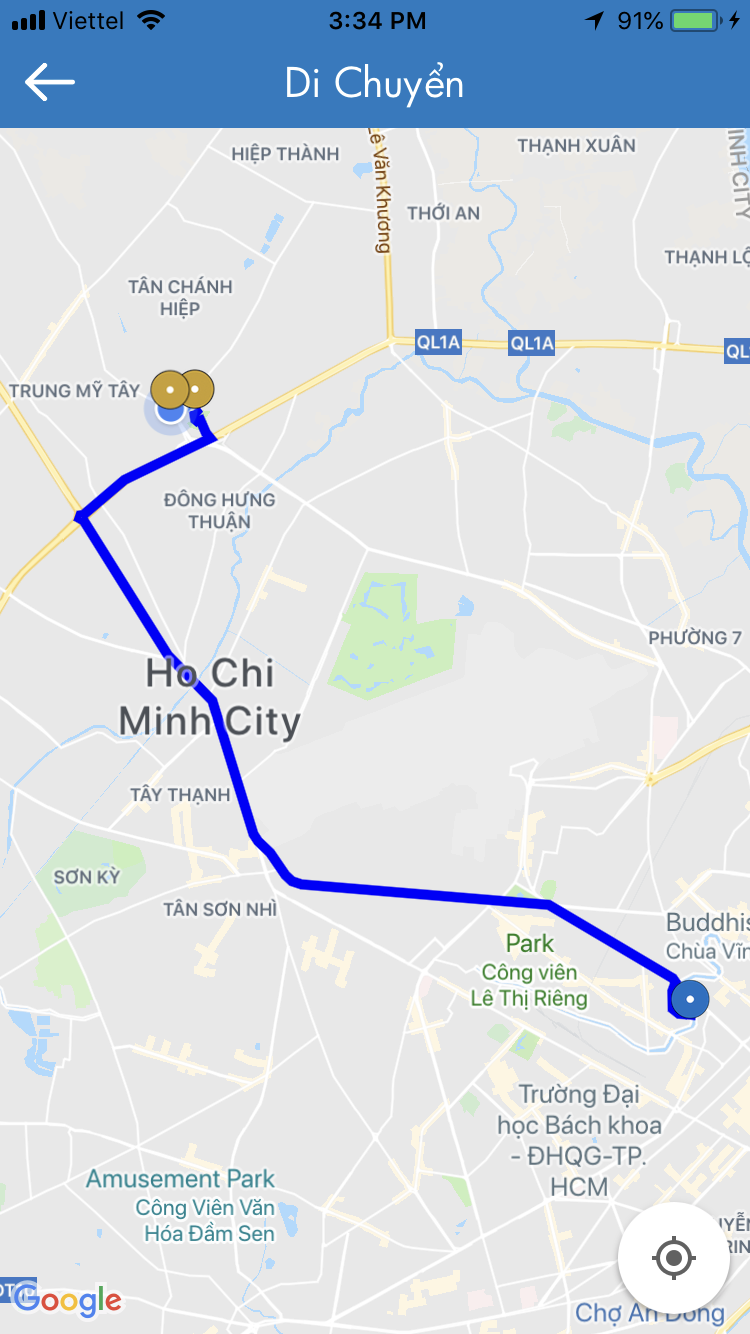 Viettel 3:34 PM 91%
Di Chuyển
HIỆP THÀNH
THẠNH XUÂN
Lê Văn Khương
INH CITY
THỚI AN
THẠNH LỘ
TÂN CHÁNH
HIỆP
QL1A
QL1A
QL
TRUNG MỸ TÂY
ĐÔNG HƯNG
THUẬN
PHƯỜNG 7
Ho Chi
Minh City
TÂY THẠNH
SƠN KỲ
TÂN SƠN NHÌ
Buddhis
Chùa Vĩn
Park
Công viên
Lê Thị Riêng
Trường Đại
học Bách khoa
- ĐHQG-TP.
HCM
Amusement Park
Công Viên Văn
Hóa Đầm Sen
Google
Chợ An Đông